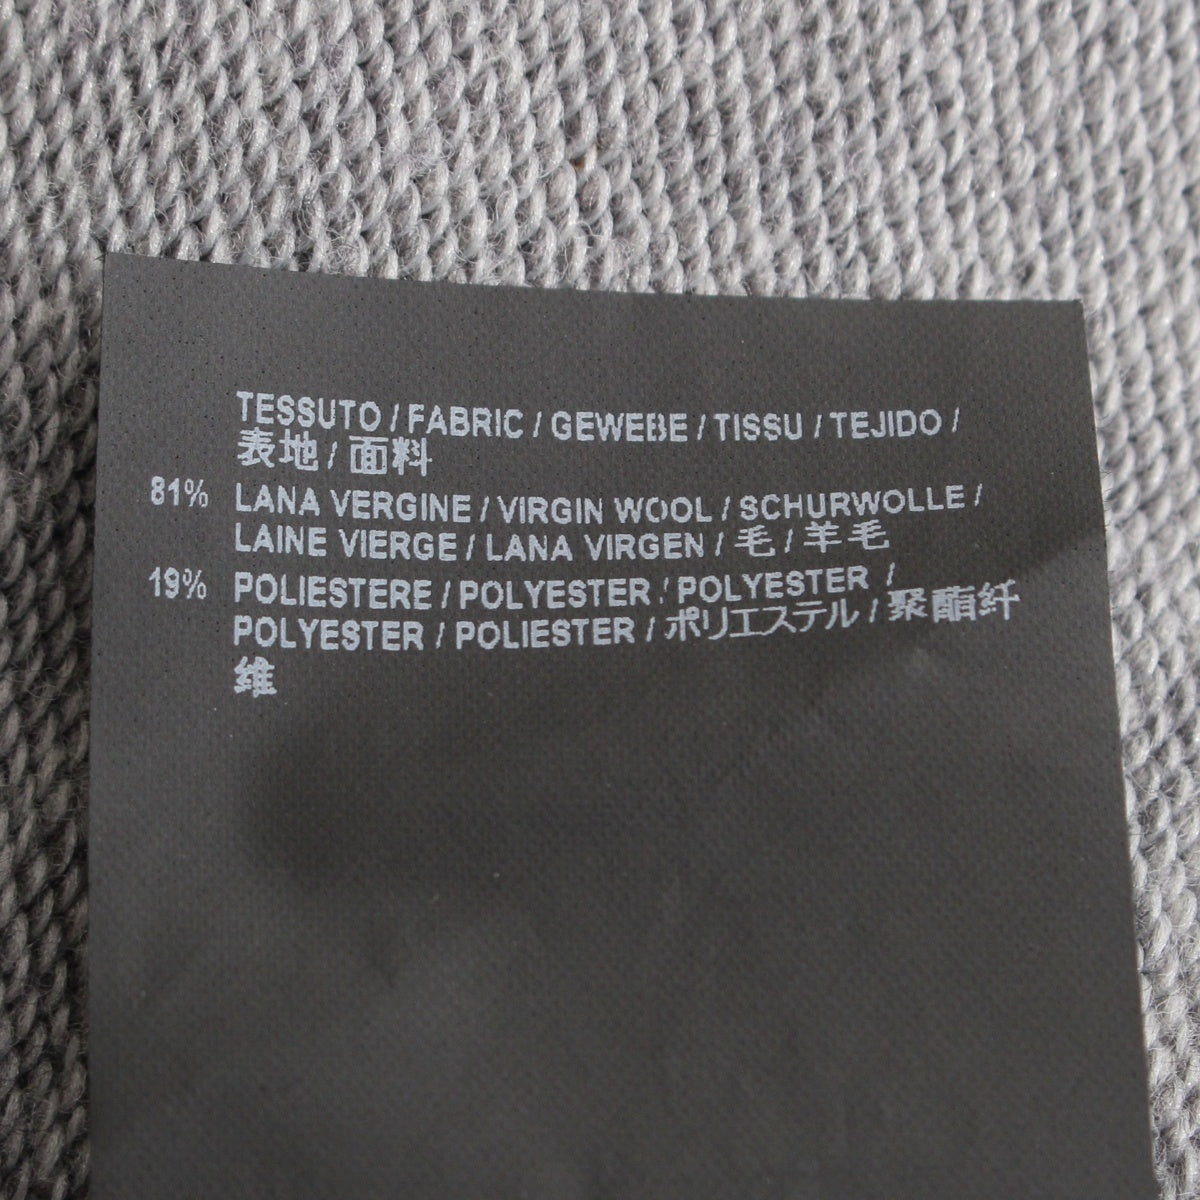 TESSUTO / FABRIC / GEWEBE / TISSU / TEJIDO /
表地 / 面料
81% LANA VERGINE / VIRGIN WOOL / SCHURWOLLE /
LAINE VIERGE / LANA VIRGEN / 毛 / 羊毛
19% POLIESTERE / POLYESTER / POLYESTER /
POLYESTER / POLIESTER / ポリエステル / 聚酯纤
维